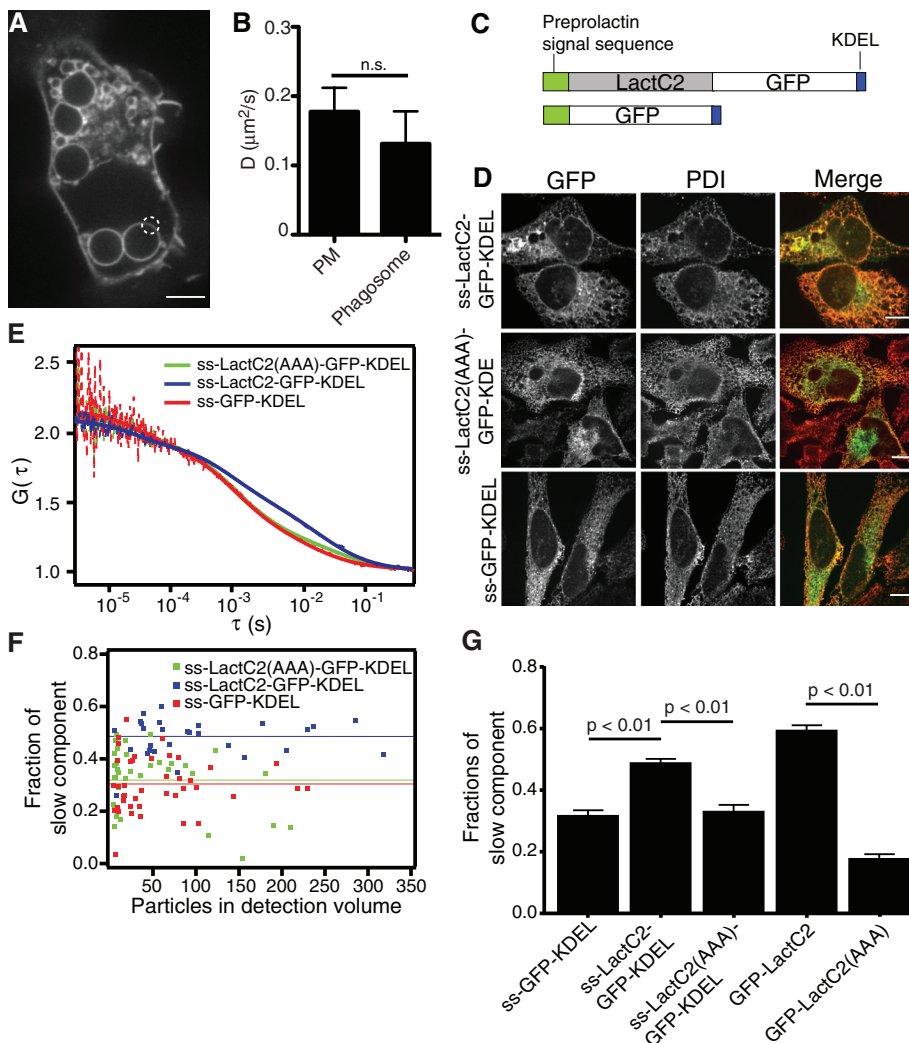 A
B
n.s.
D (μm²/s)
0.3
0.2
0.1
0
PM
Phagosome
C
Preprolactin
signal sequence
KDEL
LactC2
GFP
GFP
D
GFP
PDI
Merge
ss-LactC2-
GFP-KDEL
ss-LactC2(AAA)-
GFP-KDE
ss-GFP-KDEL
E
G(τ)
2.5
2.0
1.5
1.0
ss-LactC2(AAA)-GFP-KDEL
ss-LactC2-GFP-KDEL
ss-GFP-KDEL
10⁻⁵
10⁻⁴
10⁻³
10⁻²
10⁻¹
τ (s)
F
Fraction of
slow component
0.8
0.6
0.4
0.2
0.0
ss-LactC2(AAA)-GFP-KDEL
ss-LactC2-GFP-KDEL
ss-GFP-KDEL
50
100
150
200
250
300
350
Particles in detection volume
G
Fractions of
slow component
0.8
0.6
0.4
0.2
0.0
p < 0.01
p < 0.01
p < 0.01
ss-GFP-KDEL
ss-LactC2-
GFP-KDEL
ss-LactC2(AAA)-
GFP-KDEL
GFP-LactC2
GFP-LactC2(AAA)